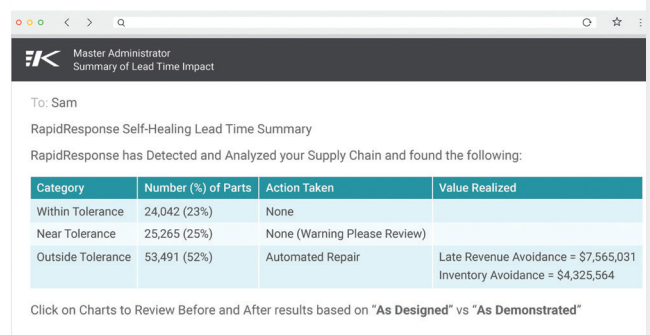 Master Administrator
Summary of Lead Time Impact
To: Sam
RapidResponse Self-Healing Lead Time Summary
RapidResponse has Detected and Analyzed your Supply Chain and found the following:
Category Number (%) of Parts Action Taken Value Realized
Within Tolerance 24,042 (23%) None
Near Tolerance 25,265 (25%) None (Warning Please Review)
Outside Tolerance 53,491 (52%) Automated Repair Late Revenue Avoidance = $7,565,031
Inventory Avoidance = $4,325,564
Click on Charts to Review Before and After results based on “As Designed” vs “As Demonstrated”